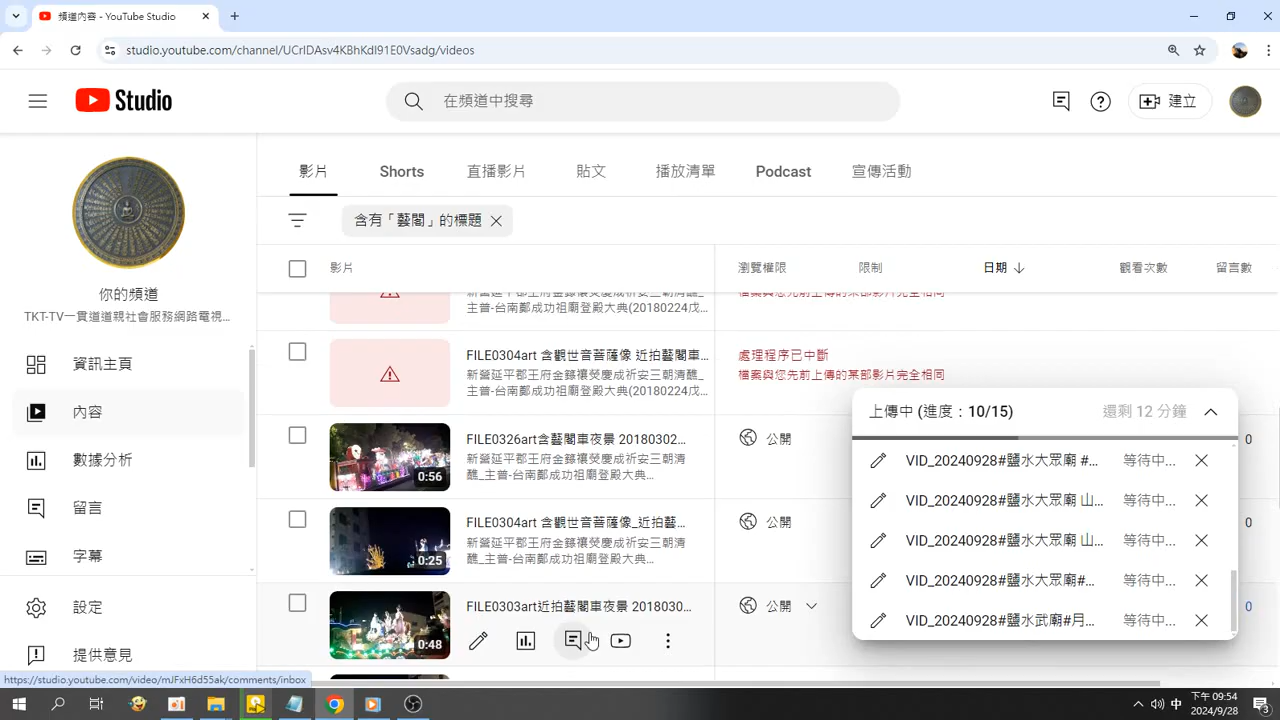 頻道內容 - YouTube Studio
studio.youtube.com/channel/UCrIDAsv4KBhKdI91E0Vsadg/videos
Studio
在頻道中搜尋
建立
影片
Shorts
直播影片
貼文
播放清單
Podcast
宣傳活動
含有「藝閣」的標題
你的頻道
TKT-TV一貫道道親社會服務網路電視...
資訊主頁
內容
數據分析
留言
字幕
設定
提供意見
影片
瀏覽權限
限制
日期
觀看次數
留言數
新營延平郡王府金籙禳熒慶成祈安三朝清醮_
主普-台南鄭成功祖廟登殿大典(20180224戊...
檔案與您先前上傳的某部影片完全相同
FILE0304art 含觀世音菩薩像 近拍藝閣車...
新營延平郡王府金籙禳熒慶成祈安三朝清醮_
主普-台南鄭成功祖廟登殿大典(20180224戊...
處理程序已中斷
檔案與您先前上傳的某部影片完全相同
0:56
FILE0326art含藝閣車夜景 20180302...
新營延平郡王府金籙禳熒慶成祈安三朝清
醮_主普-台南鄭成功祖廟登殿大典...
公開
0
0:25
FILE0304art 含觀世音菩薩像_近拍藝...
新營延平郡王府金籙禳熒慶成祈安三朝清
醮_主普-台南鄭成功祖廟登殿大典...
公開
0
0:48
FILE0303art近拍藝閣車夜景 2018030...
公開
0
上傳中 (進度：10/15)
還剩 12 分鐘
VID_20240928#鹽水大眾廟 #...
等待中...
VID_20240928#鹽水大眾廟 山...
等待中...
VID_20240928#鹽水大眾廟 山...
等待中...
VID_20240928#鹽水大眾廟#...
等待中...
VID_20240928#鹽水武廟#月...
等待中...
https://studio.youtube.com/video/mJFxH6d55ak/comments/inbox
中
下午 09:54
2024/9/28
3